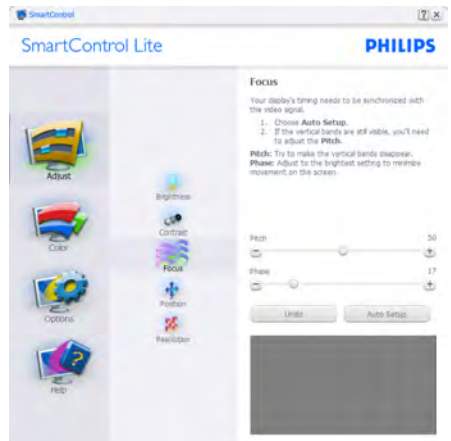 SmartControl
SmartControl Lite
PHILIPS
Adjust
Color
Options
Help
Brightness
Contrast
Focus
Position
Resolution
Focus
Your display's timing needs to be synchronized with
the video signal.
1. Choose Auto Setup.
2. If the vertical bands are still visible, you'll need
to adjust the Pitch.
Pitch: Try to make the vertical bands disappear.
Phase: Adjust to the brightest setting to minimize
movement on the screen.
Pitch 50
Phase 17
Undo Auto Setup